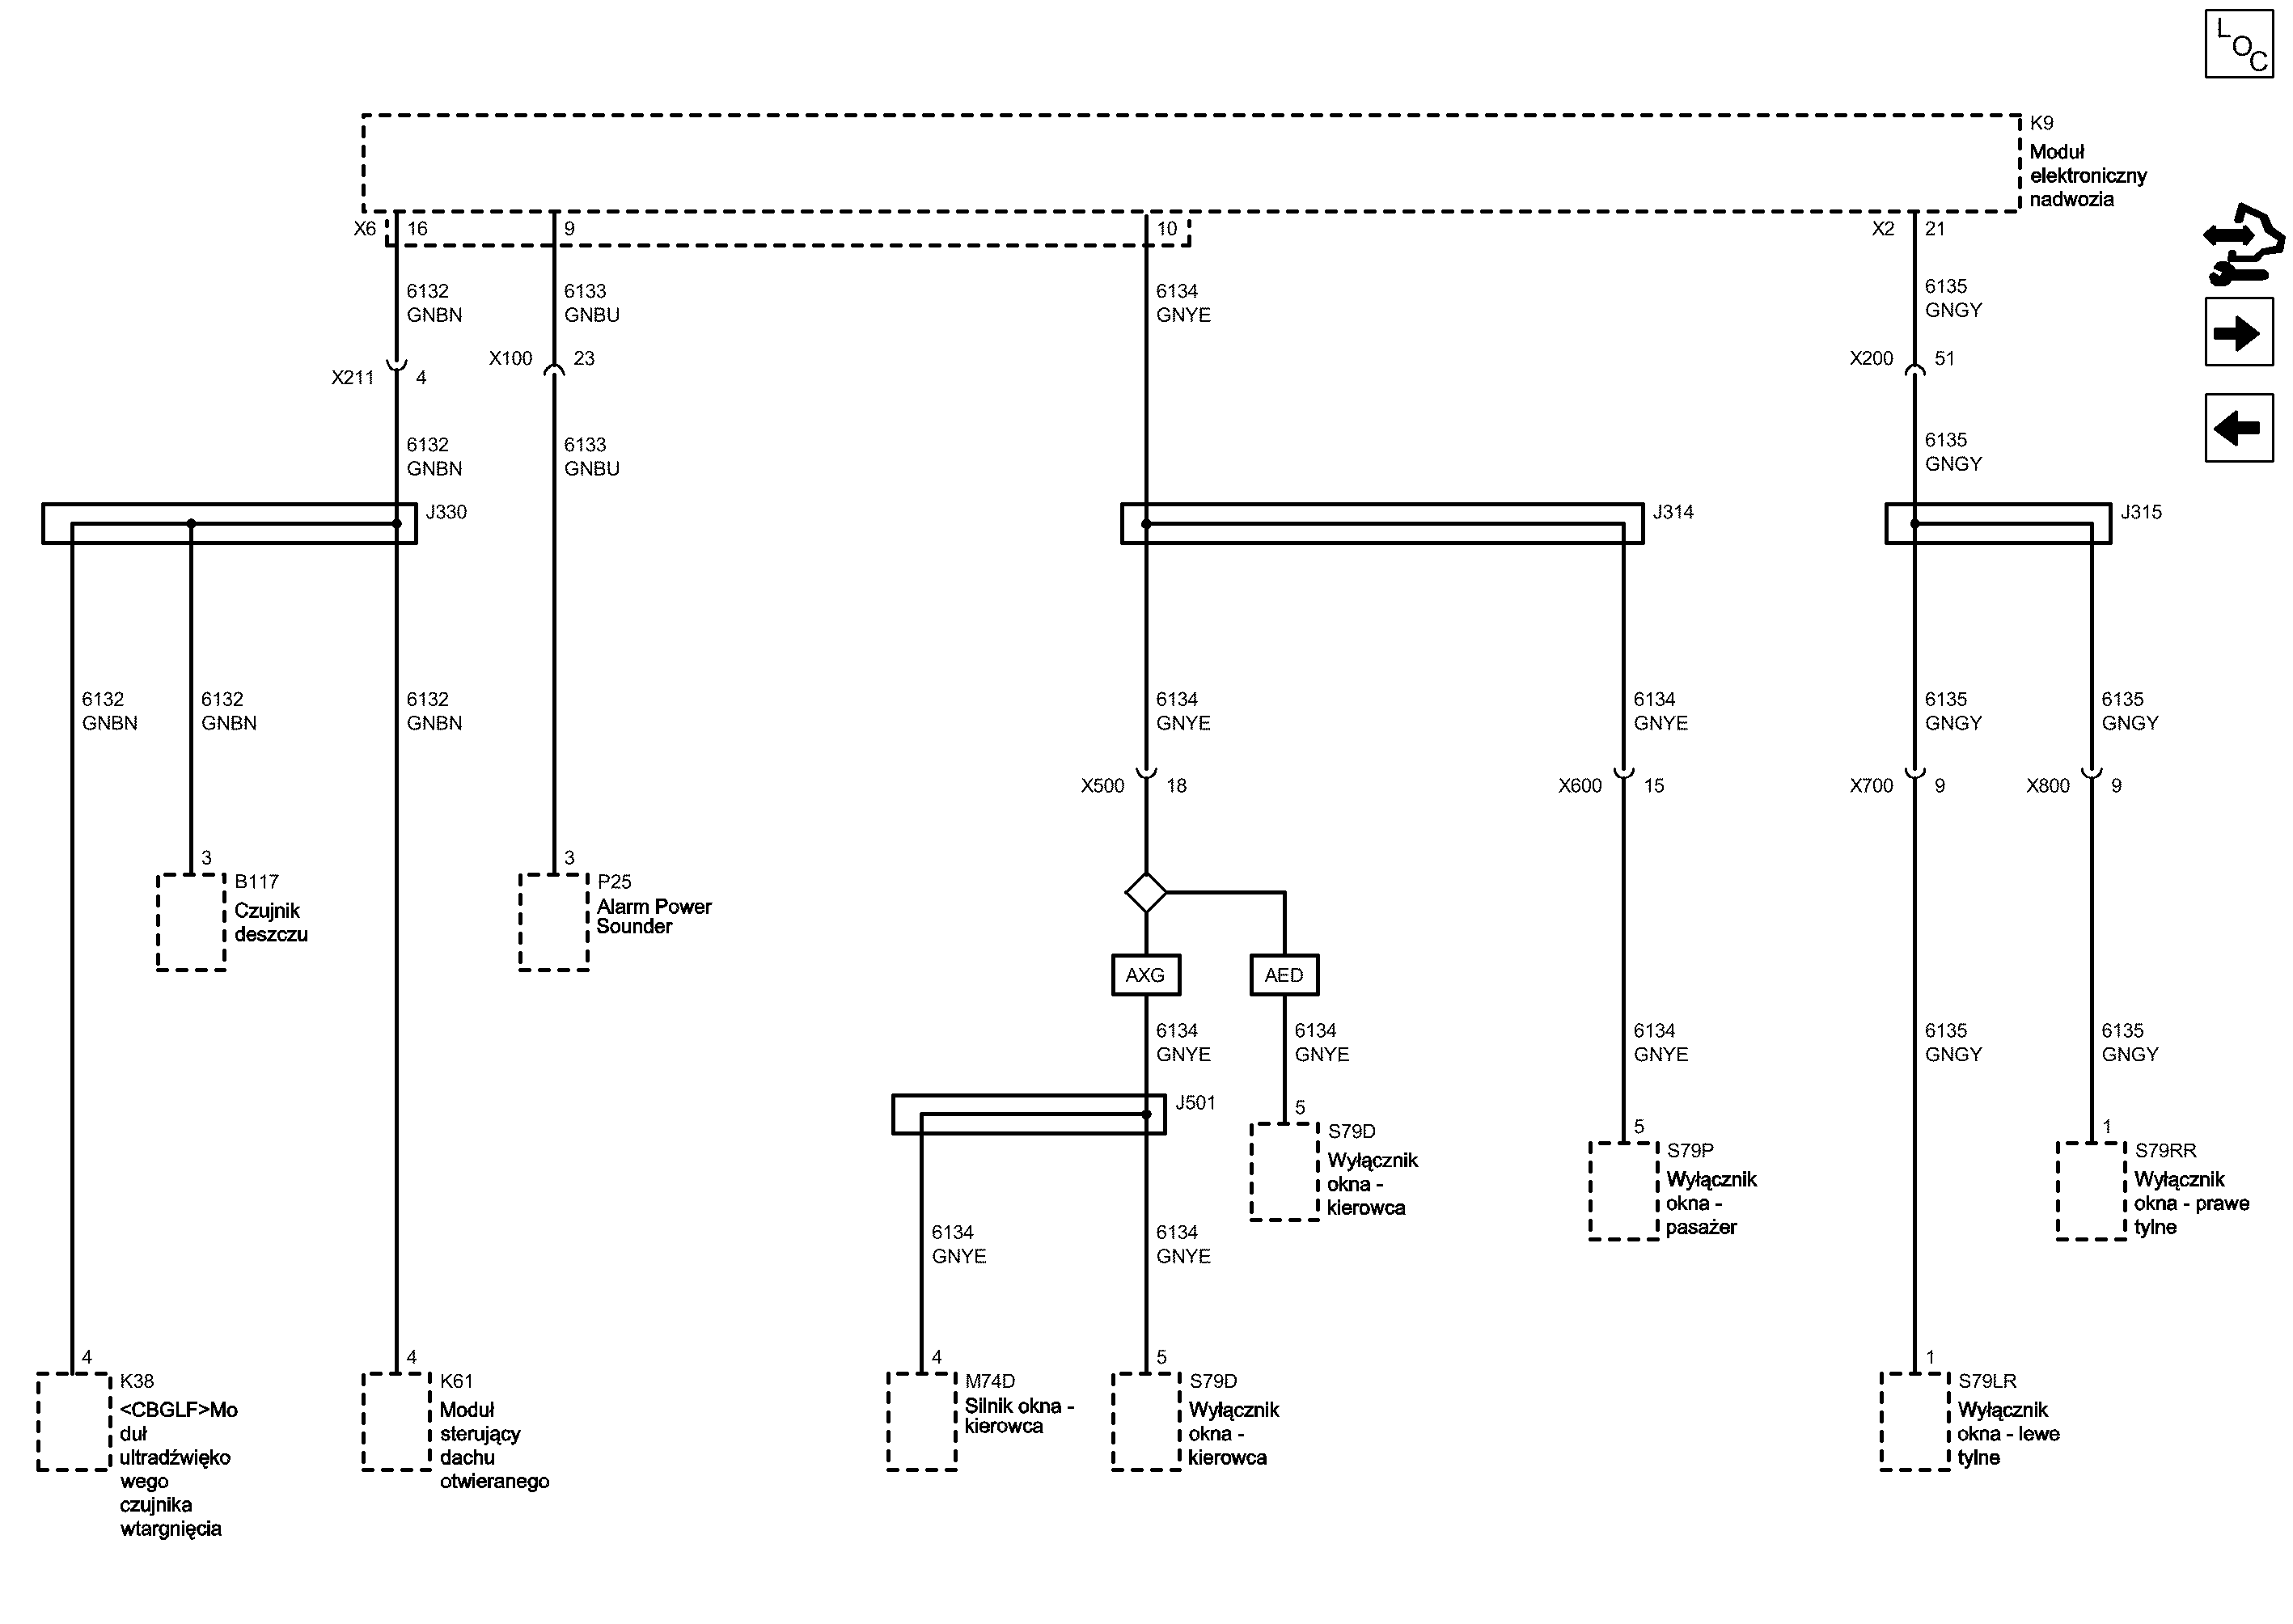 LOC
K9
Moduł
elektroniczny
nadwozia
X6
16
9
10
X2
21
6132
GNBN
6133
GNBU
6134
GNYE
6135
GNGY
X211
4
X100
23
X200
51
6132
GNBN
6133
GNBU
6135
GNGY
J330
J314
J315
6132
GNBN
6132
GNBN
6132
GNBN
6134
GNYE
6134
GNYE
6135
GNGY
6135
GNGY
X500
18
X600
15
X700
9
X800
9
3
B117
Czujnik
deszczu
3
P25
Alarm Power
Sounder
AXG
AED
6134
GNYE
6134
GNYE
6134
GNYE
6135
GNGY
6135
GNGY
J501
5
S79D
Wyłącznik
okna -
kierowca
5
S79P
Wyłącznik
okna -
pasażer
1
S79RR
Wyłącznik
okna - prawe
tylne
6134
GNYE
6134
GNYE
4
K38
<CBGLF>Mo
duł
ultradźwięko
wego
czujnika
wtargnięcia
4
K61
Moduł
sterujący
dachu
otwieranego
4
M74D
Silnik okna -
kierowca
5
S79D
Wyłącznik
okna -
kierowca
1
S79LR
Wyłącznik
okna - lewe
tylne